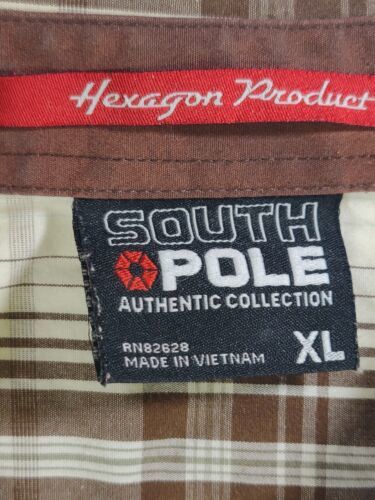 Hexagon Product
SOUTH
POLE
AUTHENTIC COLLECTION
RN82628
MADE IN VIETNAM
XL